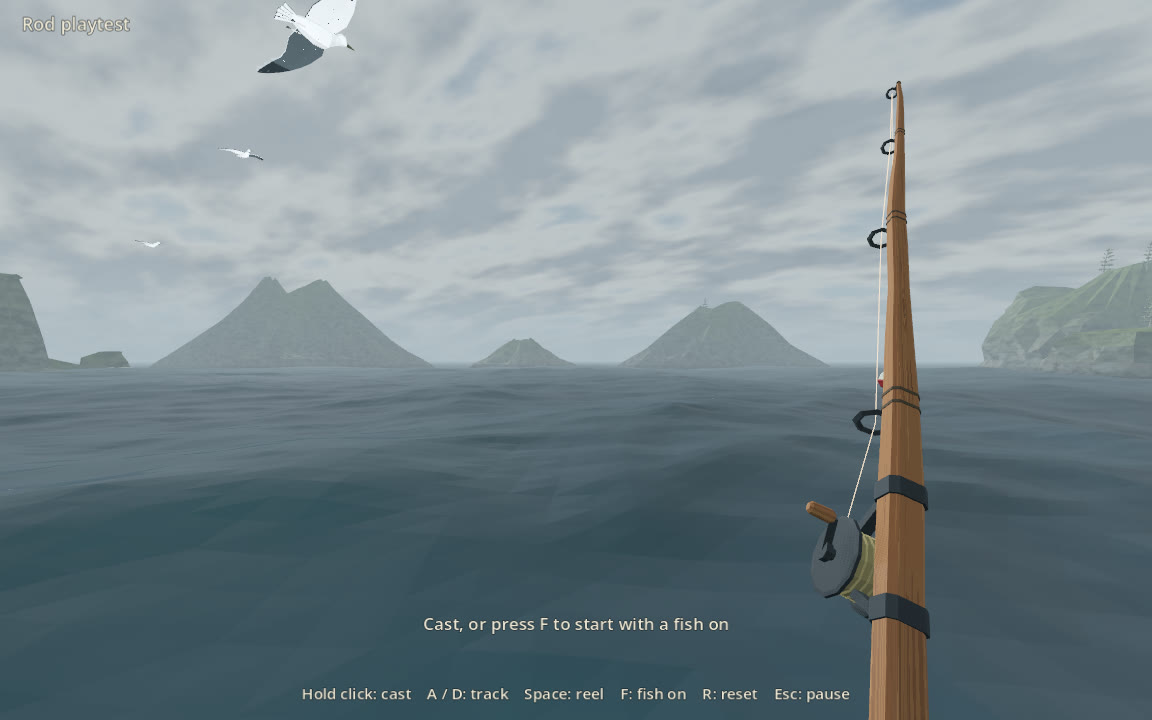 Rod playtest
Cast, or press F to start with a fish on
Hold click: cast A / D: track Space: reel F: fish on R: reset Esc: pause